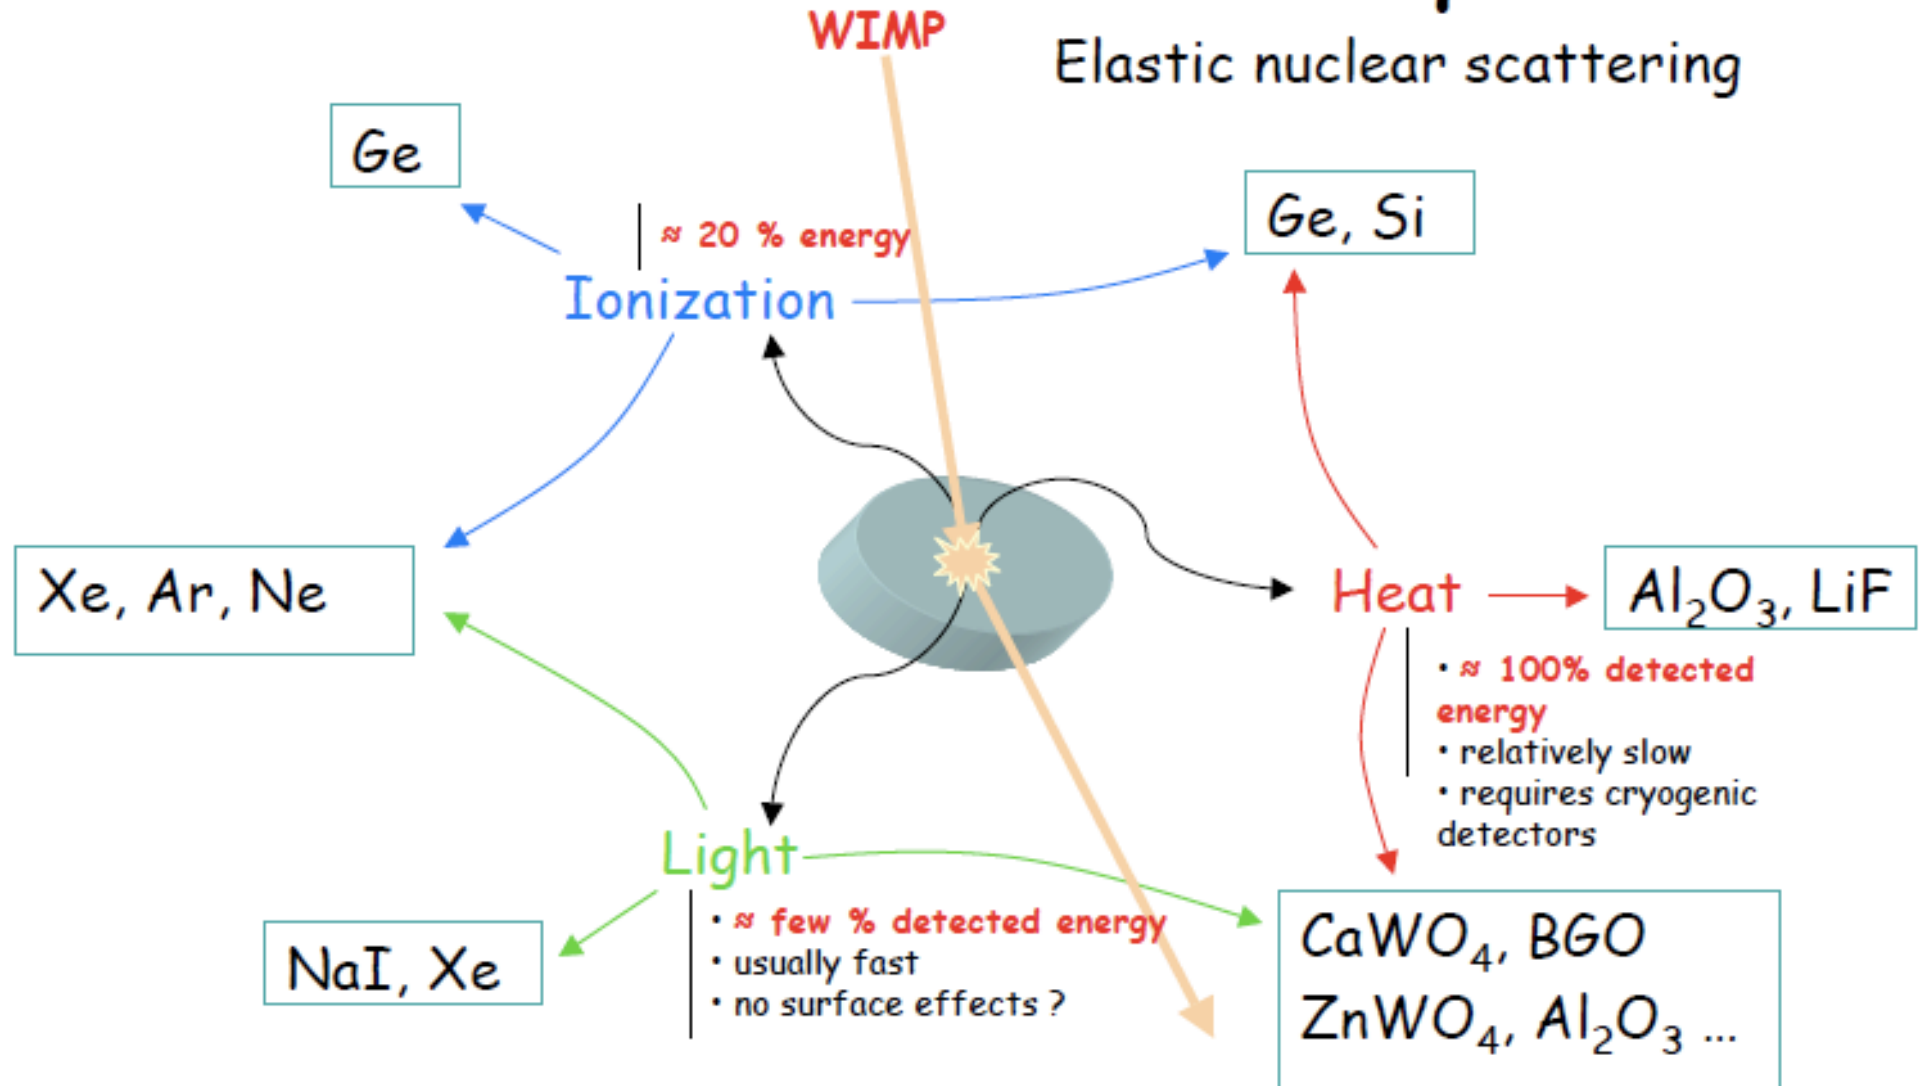 WIMP
Elastic nuclear scattering
Ge
≈ 20 % energy
Ge, Si
Ionization
Xe, Ar, Ne
Heat
Al₂O₃, LiF
• ≈ 100% detected
energy
• relatively slow
• requires cryogenic
detectors
Light
• ≈ few % detected energy
• usually fast
• no surface effects ?
NaI, Xe
CaWO₄, BGO
ZnWO₄, Al₂O₃ ...